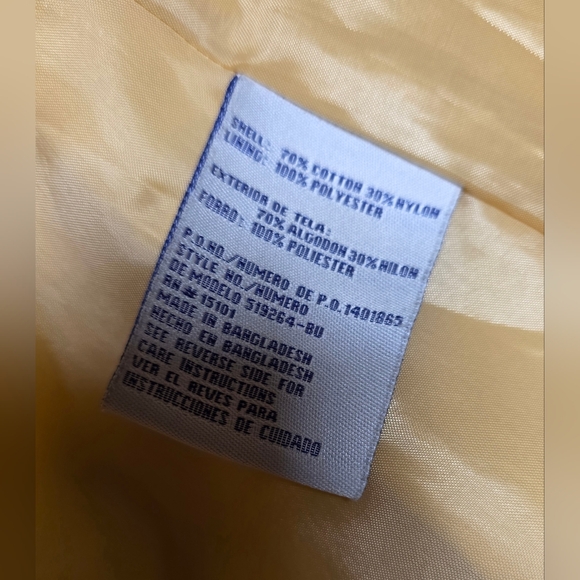 SHELL: 70% COTTON 30% NYLON
LINING: 100% POLYESTER
EXTERIOR DE TELA:
70% ALGODON 30% NILON
FORRO: 100% POLIESTER
P.O.NO./NUMERO DE P.O.1401865
STYLE NO./NUMERO
DE MODELO S19264-BU
RN# 15101
MADE IN BANGLADESH
HECHO EN BANGLADESH
SEE REVERSE SIDE FOR
CARE INSTRUCTIONS
VER EL REVES PARA
INSTRUCCIONES DE CUIDADO